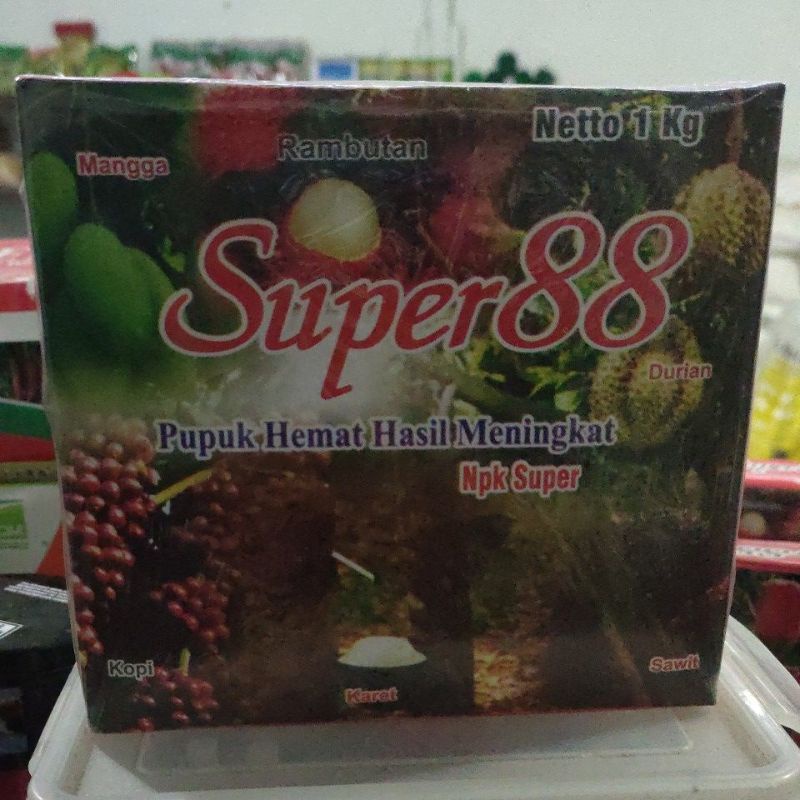 Netto 1 Kg
Rambutan
Mangga
Super88
Durian
Pupuk Hemat Hasil Meningkat
Npk Super
Kopi
Karet
Sawit